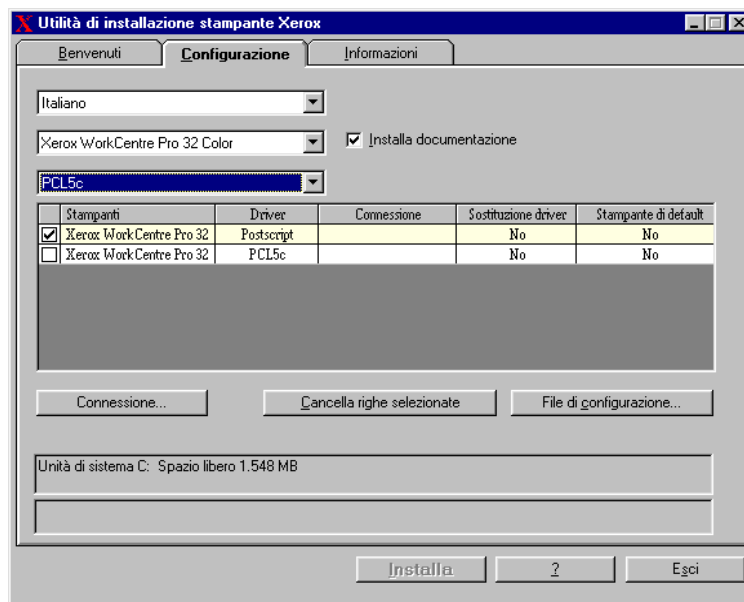 X Utilità di installazione stampante Xerox
Benvenuti Configurazione Informazioni
Italiano
Xerox WorkCentre Pro 32 Color Installa documentazione
PCL5c
Stampanti Driver Connessione Sostituzione driver Stampante di default
Xerox WorkCentre Pro 32 Postscript No No
Xerox WorkCentre Pro 32 PCL5c No No
Connessione... Cancella righe selezionate File di configurazione...
Unità di sistema C: Spazio libero 1.548 MB
Installa ? Esci